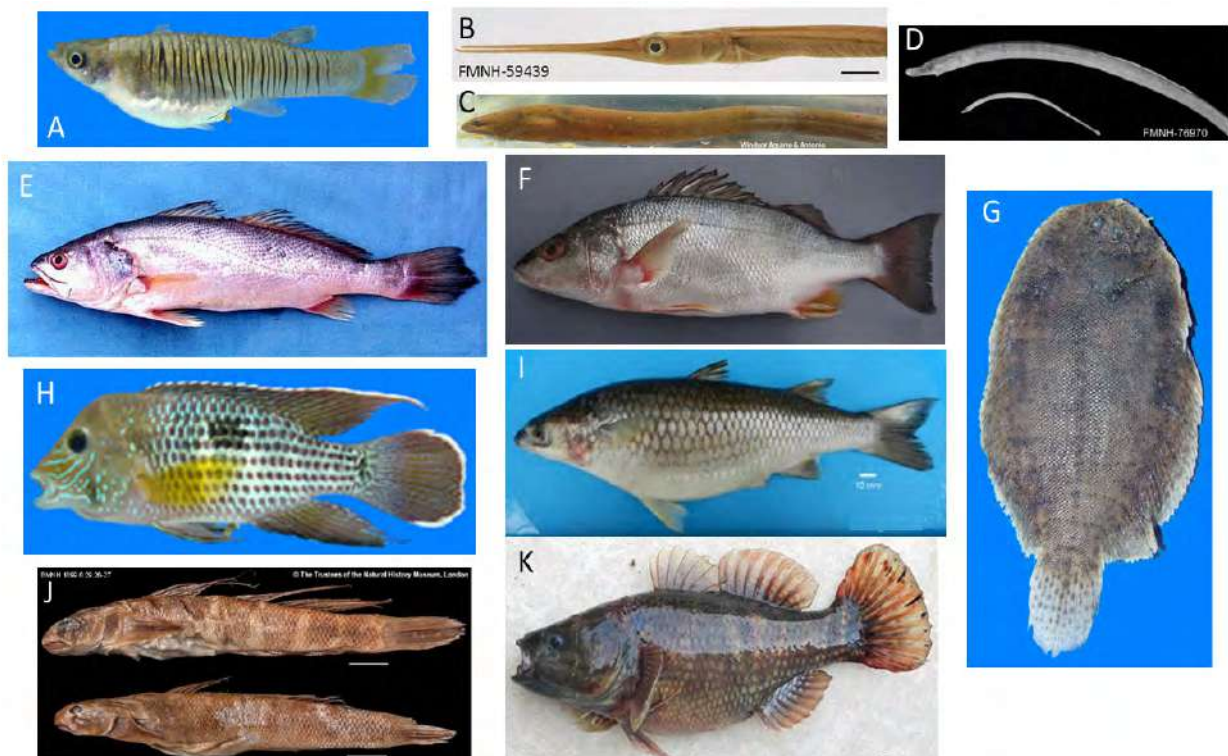 A
B
FMNH-59439
C
Windsor Aguirre & Antonio
D
FMNH-76970
E
F
G
H
I
10 mm
J
© The Trustees of the Natural History Museum, London
K